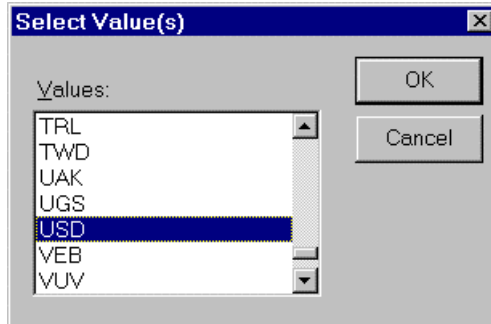 Select Value(s)
Values:
TRL
TWD
UAK
UGS
USD
VEB
VUV
OK
Cancel